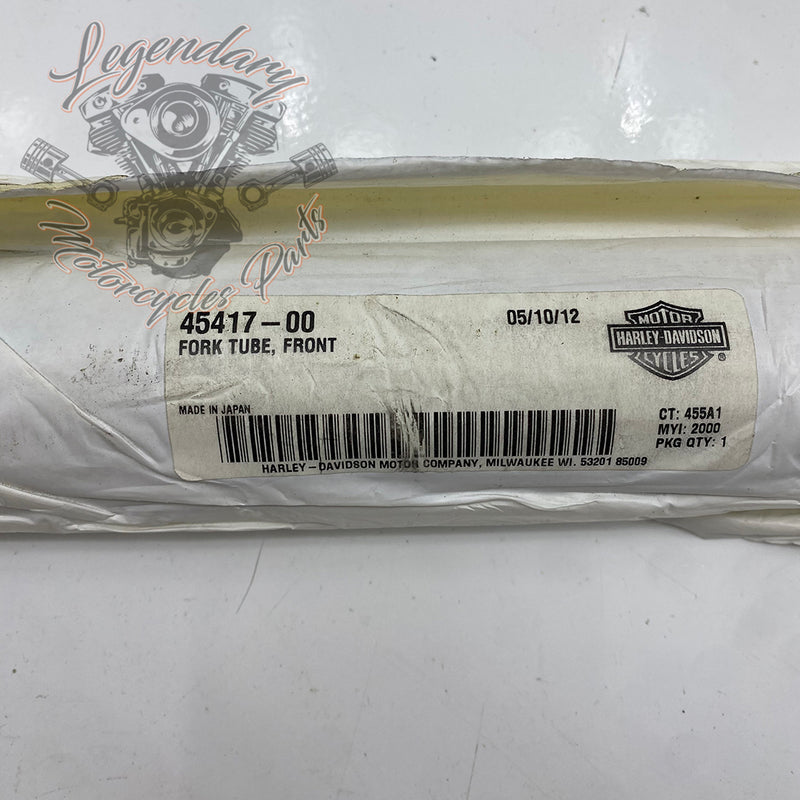 Legendary
Motorcycles Parts
45417-00
FORK TUBE, FRONT
05/10/12
MOTOR
HARLEY-DAVIDSON
CYCLES
®
MADE IN JAPAN
CT: 455A1
MYI: 2000
PKG QTY: 1
HARLEY-DAVIDSON MOTOR COMPANY, MILWAUKEE WI. 53201 85009